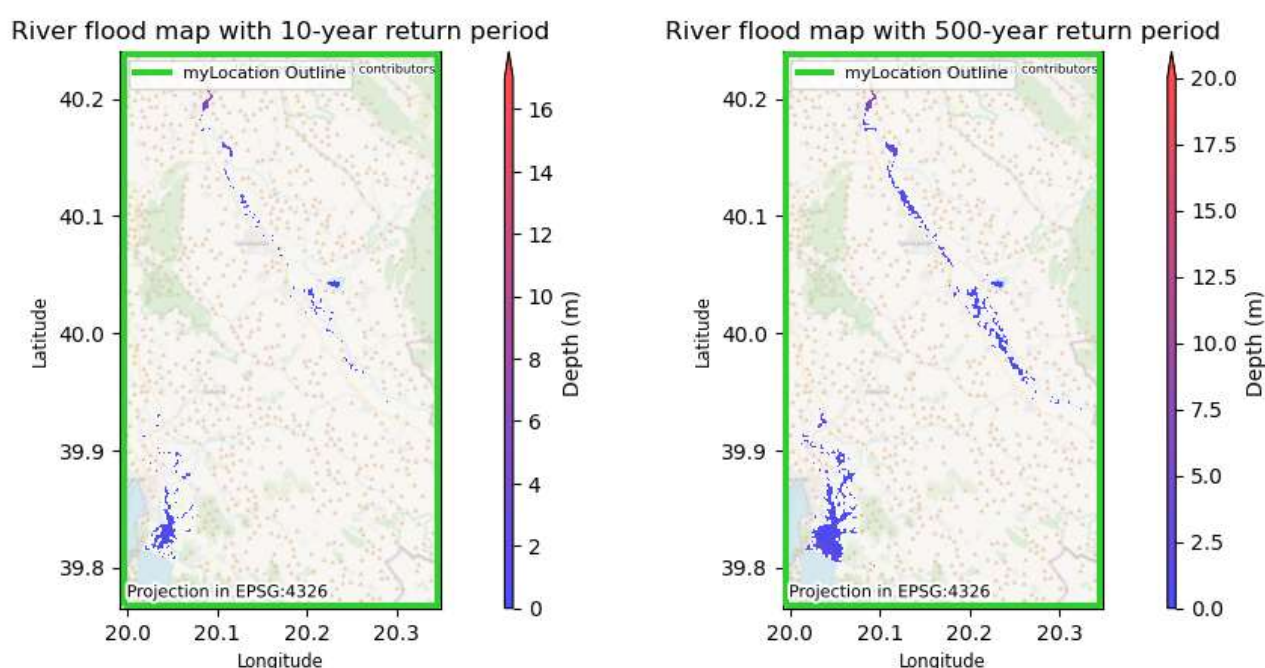 River flood map with 10-year return period
myLocation Outline
contributors
40.2
40.1
40.0
39.9
39.8
Latitude
Projection in EPSG:4326
20.0 20.1 20.2 20.3
Longitude
16
14
12
10
8
6
4
2
0
Depth (m)
River flood map with 500-year return period
myLocation Outline
contributors
40.2
40.1
40.0
39.9
39.8
Latitude
Projection in EPSG:4326
20.0 20.1 20.2 20.3
Longitude
20.0
17.5
15.0
12.5
10.0
7.5
5.0
2.5
0.0
Depth (m)